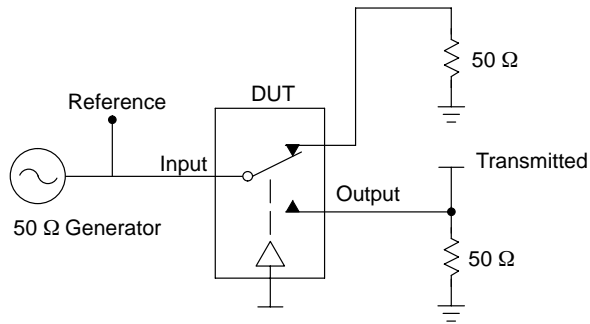 DUT
50 Ω
Reference
Input
Transmitted
Output
50 Ω Generator
50 Ω